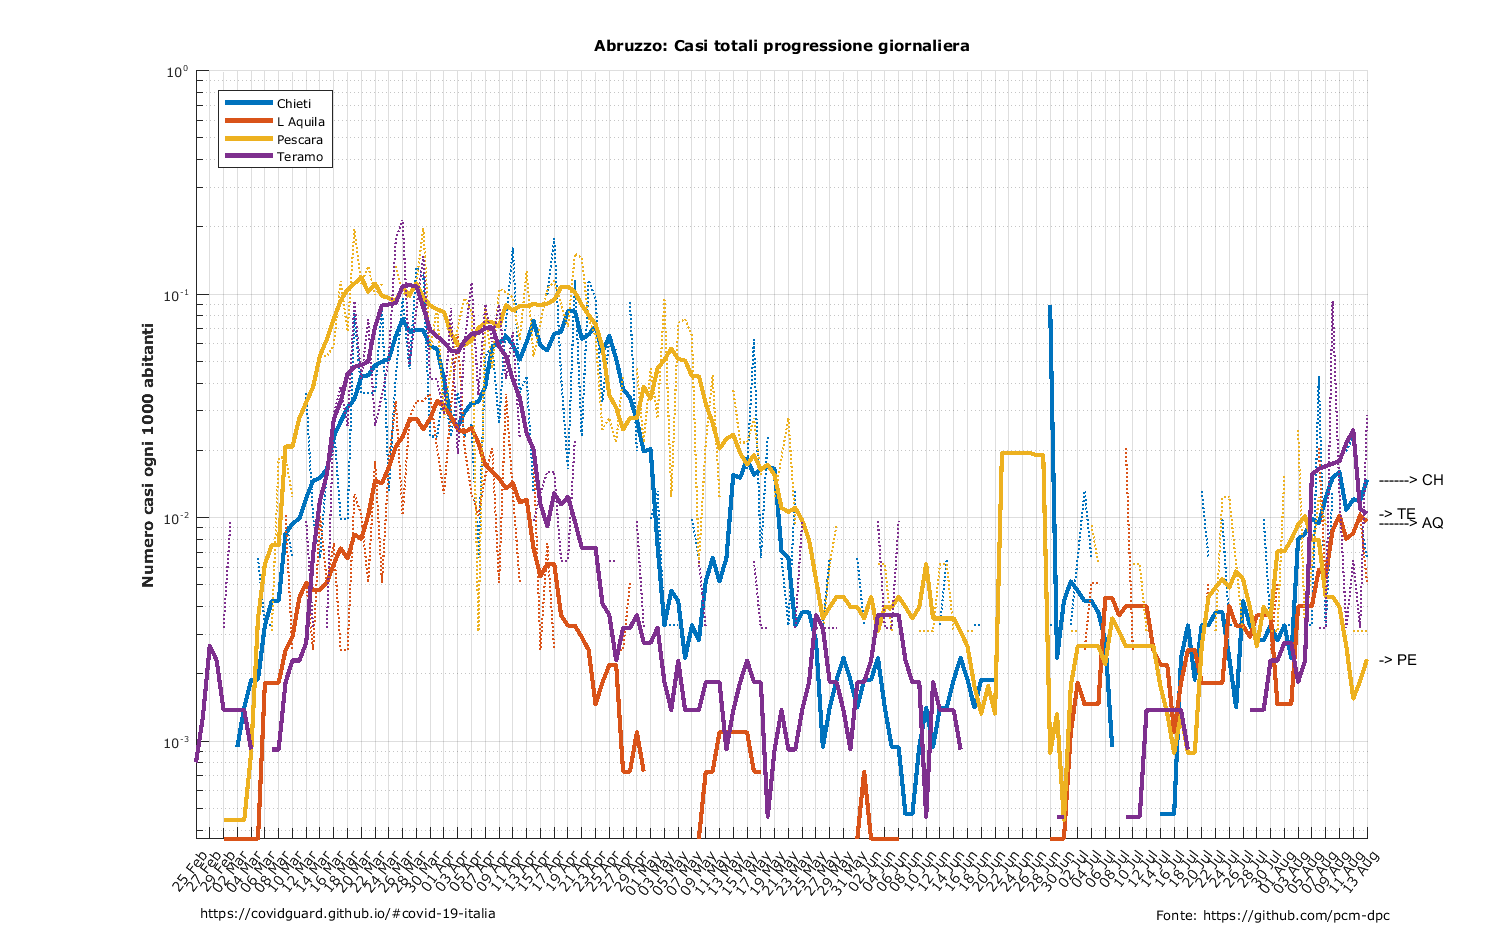 Abruzzo: Casi totali progressione giornaliera
10^0
10^-1
10^-2
10^-3
Numero casi ogni 1000 abitanti
Chieti
L Aquila
Pescara
Teramo
------> CH
-> TE
------> AQ
-> PE
25 Feb
27 Feb
29 Feb
02 Mar
04 Mar
06 Mar
08 Mar
10 Mar
12 Mar
14 Mar
16 Mar
18 Mar
20 Mar
22 Mar
24 Mar
26 Mar
28 Mar
30 Mar
01 Apr
03 Apr
05 Apr
07 Apr
09 Apr
11 Apr
13 Apr
15 Apr
17 Apr
19 Apr
21 Apr
23 Apr
25 Apr
27 Apr
29 Apr
01 May
03 May
05 May
07 May
09 May
11 May
13 May
15 May
17 May
19 May
21 May
23 May
25 May
27 May
29 May
31 May
02 Jun
04 Jun
06 Jun
08 Jun
10 Jun
12 Jun
14 Jun
16 Jun
18 Jun
20 Jun
22 Jun
24 Jun
26 Jun
28 Jun
30 Jun
02 Jul
04 Jul
06 Jul
08 Jul
10 Jul
12 Jul
14 Jul
16 Jul
18 Jul
20 Jul
22 Jul
24 Jul
26 Jul
28 Jul
30 Jul
01 Aug
03 Aug
05 Aug
07 Aug
09 Aug
11 Aug
13 Aug
https://covidguard.github.io/#covid-19-italia
Fonte: https://github.com/pcm-dpc